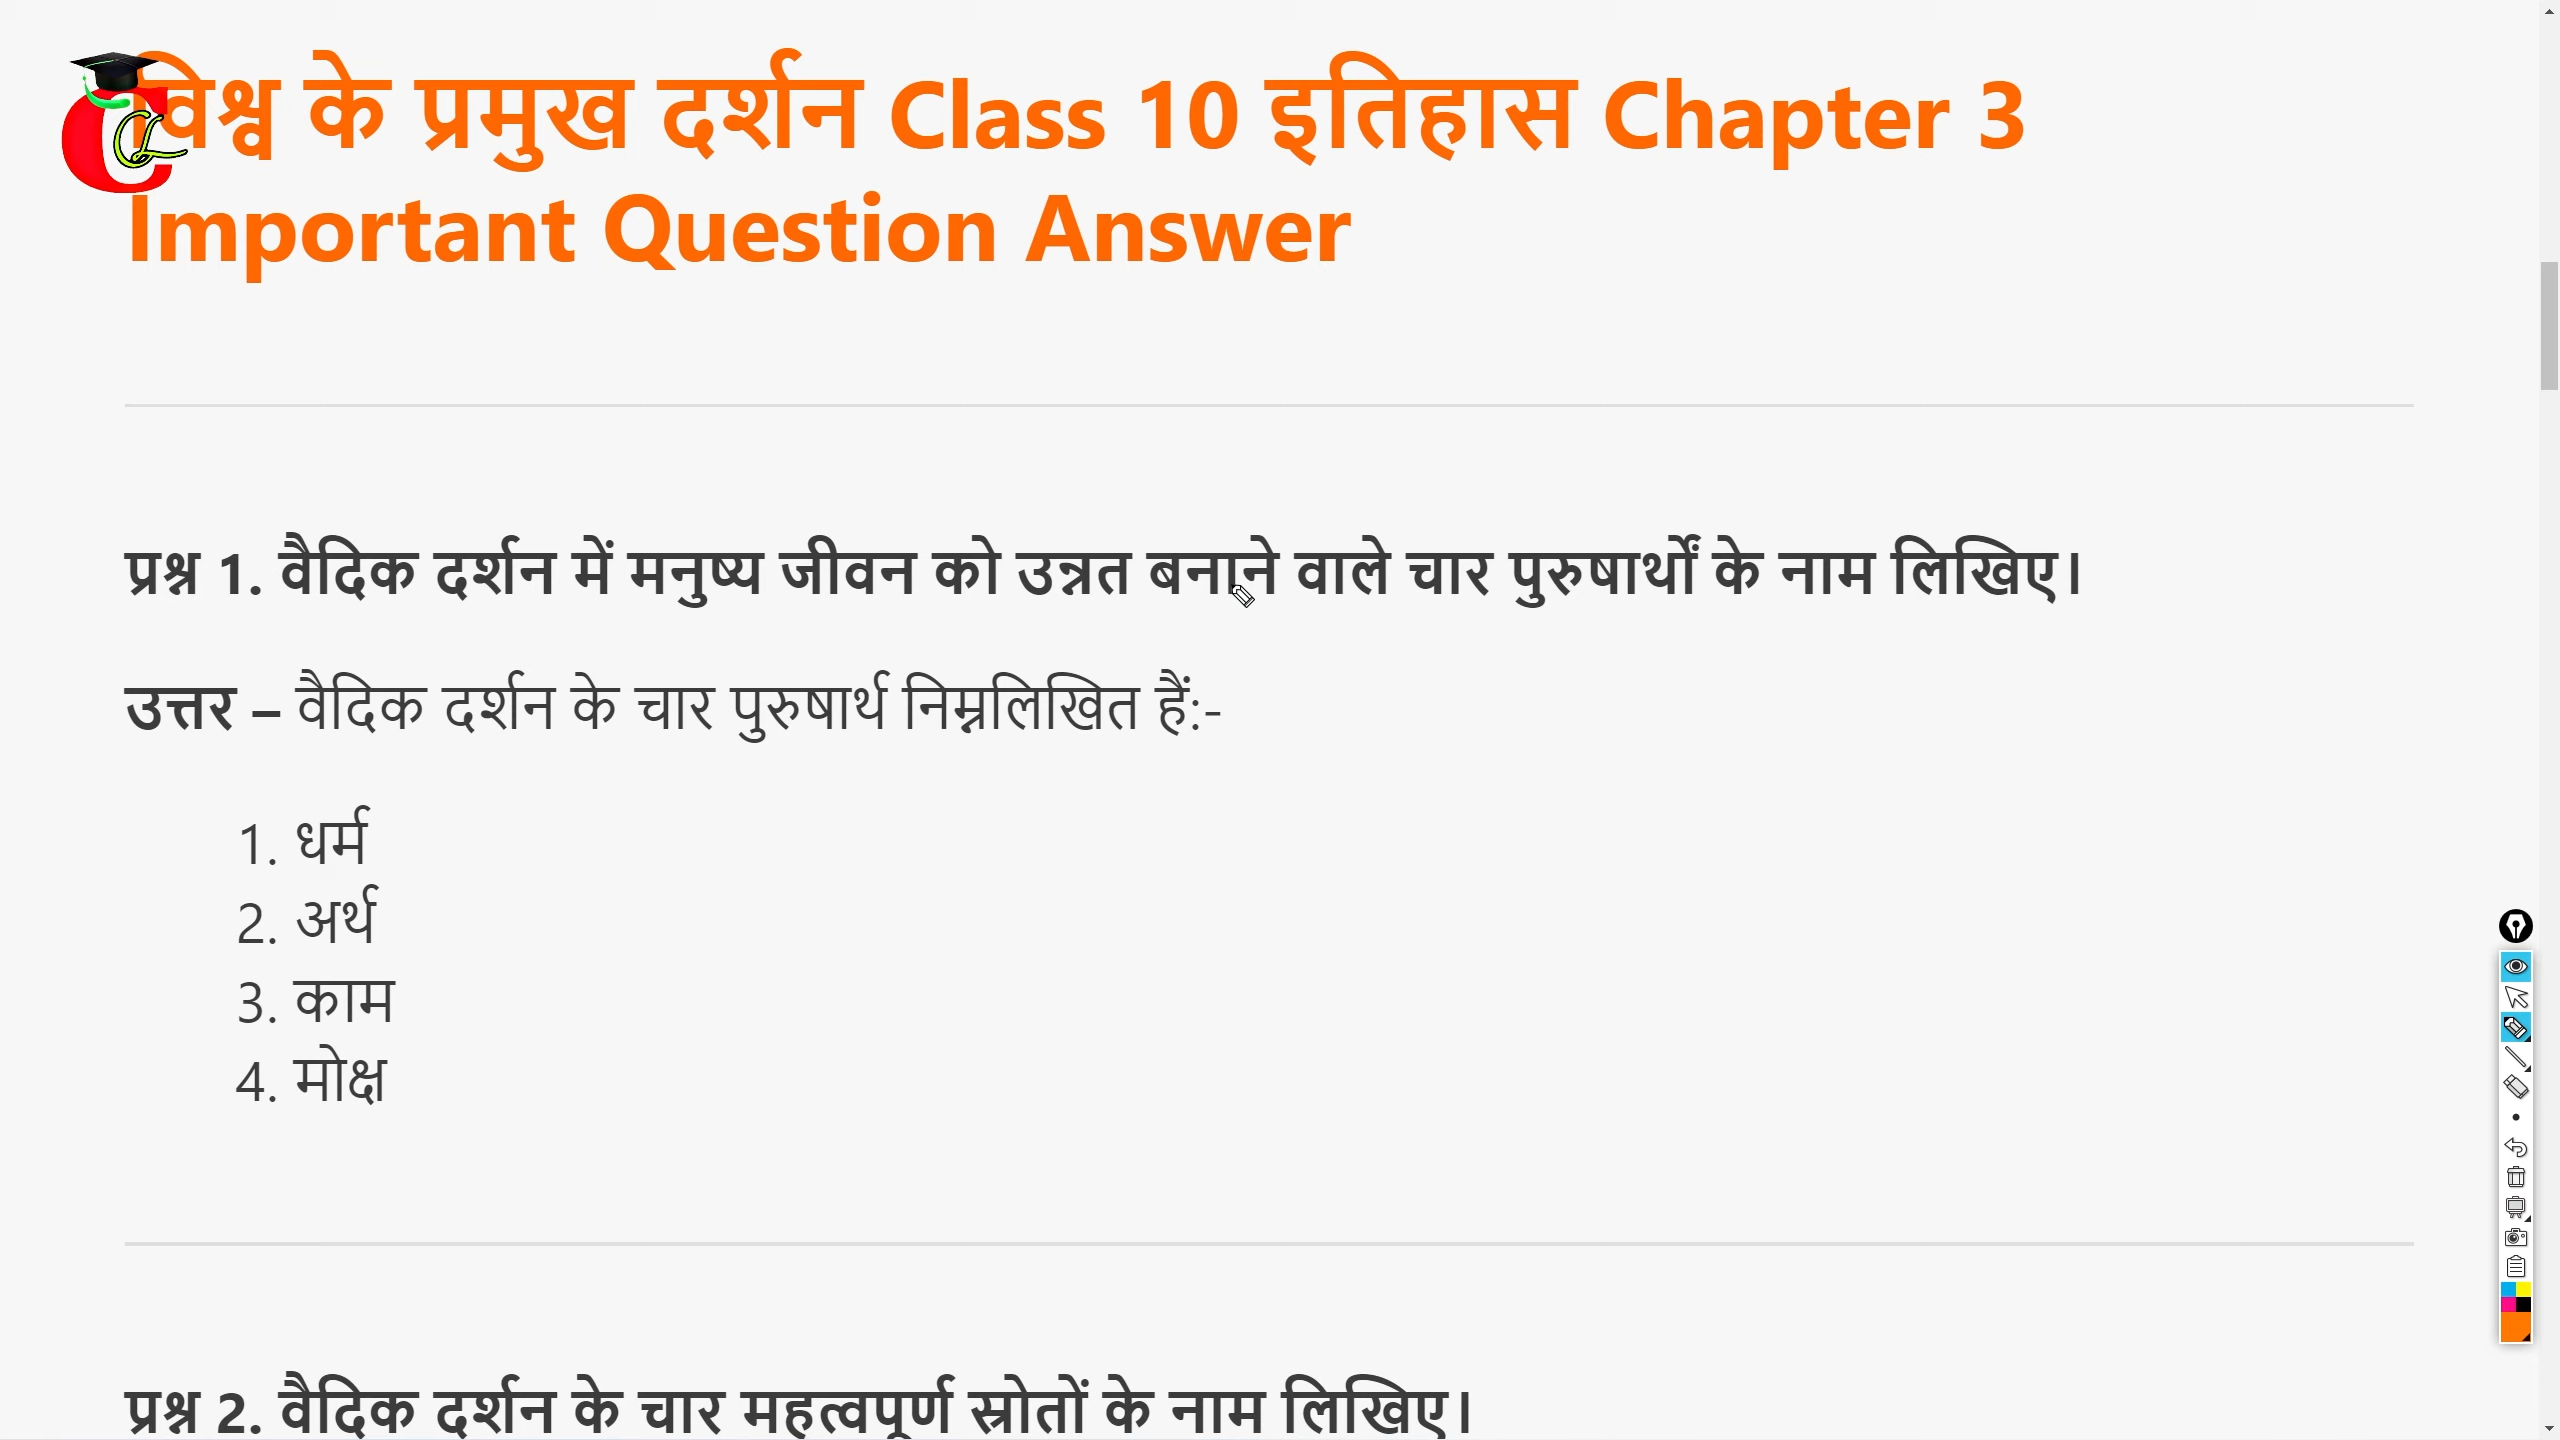 विश्व के प्रमुख दर्शन Class 10 इतिहास Chapter 3
Important Question Answer
प्रश्न 1. वैदिक दर्शन में मनुष्य जीवन को उन्नत बनाने वाले चार पुरुषार्थों के नाम लिखिए।
उत्तर – वैदिक दर्शन के चार पुरुषार्थ निम्नलिखित हैं:-
1. धर्म
2. अर्थ
3. काम
4. मोक्ष
प्रश्न 2. वैदिक दर्शन के चार महत्वपूर्ण स्रोतों के नाम लिखिए।